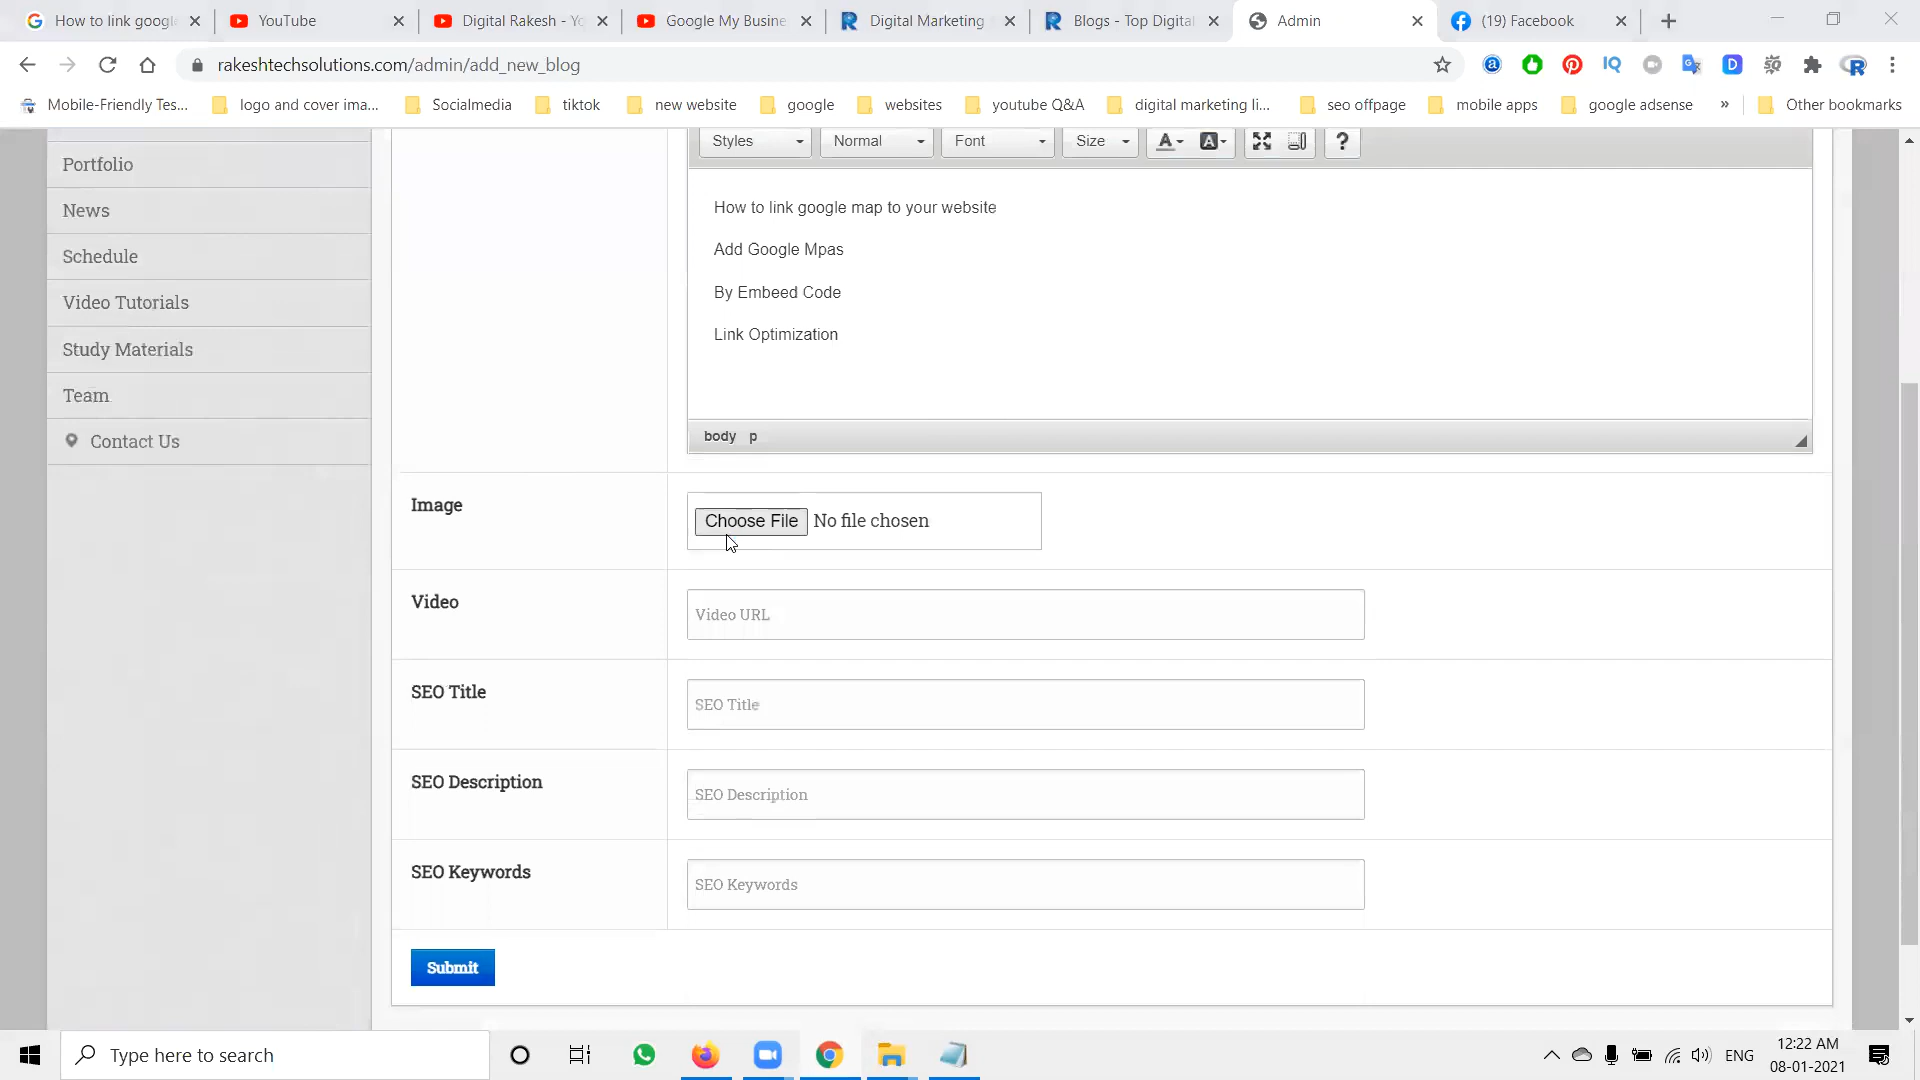 How to link google
YouTube
Digital Rakesh - Yo
Google My Busine
Digital Marketing
Blogs - Top Digital
Admin
(19) Facebook
rakeshtechsolutions.com/admin/add_new_blog
Mobile-Friendly Tes...
logo and cover ima...
Socialmedia
tiktok
new website
google
websites
youtube Q&A
digital marketing li...
seo offpage
mobile apps
google adsense
»
Other bookmarks
Portfolio
News
Schedule
Video Tutorials
Study Materials
Team
Contact Us
Styles
Normal
Font
Size
A
A
?
How to link google map to your website
Add Google Mpas
By Embeed Code
Link Optimization
body p
Image
Choose File No file chosen
Video
Video URL
SEO Title
SEO Title
SEO Description
SEO Description
SEO Keywords
SEO Keywords
Submit
Type here to search
ENG
12:22 AM
08-01-2021